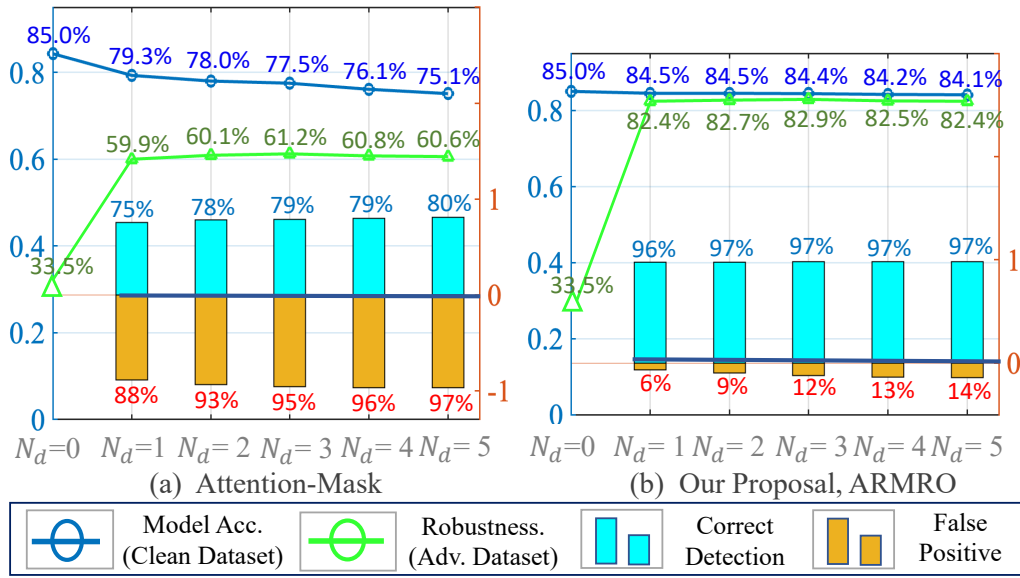 85.0%
79.3%
78.0%
77.5%
76.1%
75.1%
59.9%
60.1%
61.2%
60.8%
60.6%
33.5%
75%
78%
79%
79%
80%
88%
93%
95%
96%
97%
0.8
0.6
0.4
0.2
0
1
0
-1
N_d=0
N_d=1
N_d= 2
N_d= 3
N_d= 4
N_d= 5
(a) Attention-Mask
85.0%
84.5%
84.5%
84.4%
84.2%
84.1%
82.4%
82.7%
82.9%
82.5%
82.4%
33.5%
96%
97%
97%
97%
97%
6%
9%
12%
13%
14%
0.8
0.6
0.4
0.2
0
1
0
N_d=0
N_d= 1
N_d= 2
N_d= 3
N_d= 4
N_d= 5
(b) Our Proposal, ARMRO
Model Acc.
(Clean Dataset)
Robustness.
(Adv. Dataset)
Correct
Detection
False
Positive